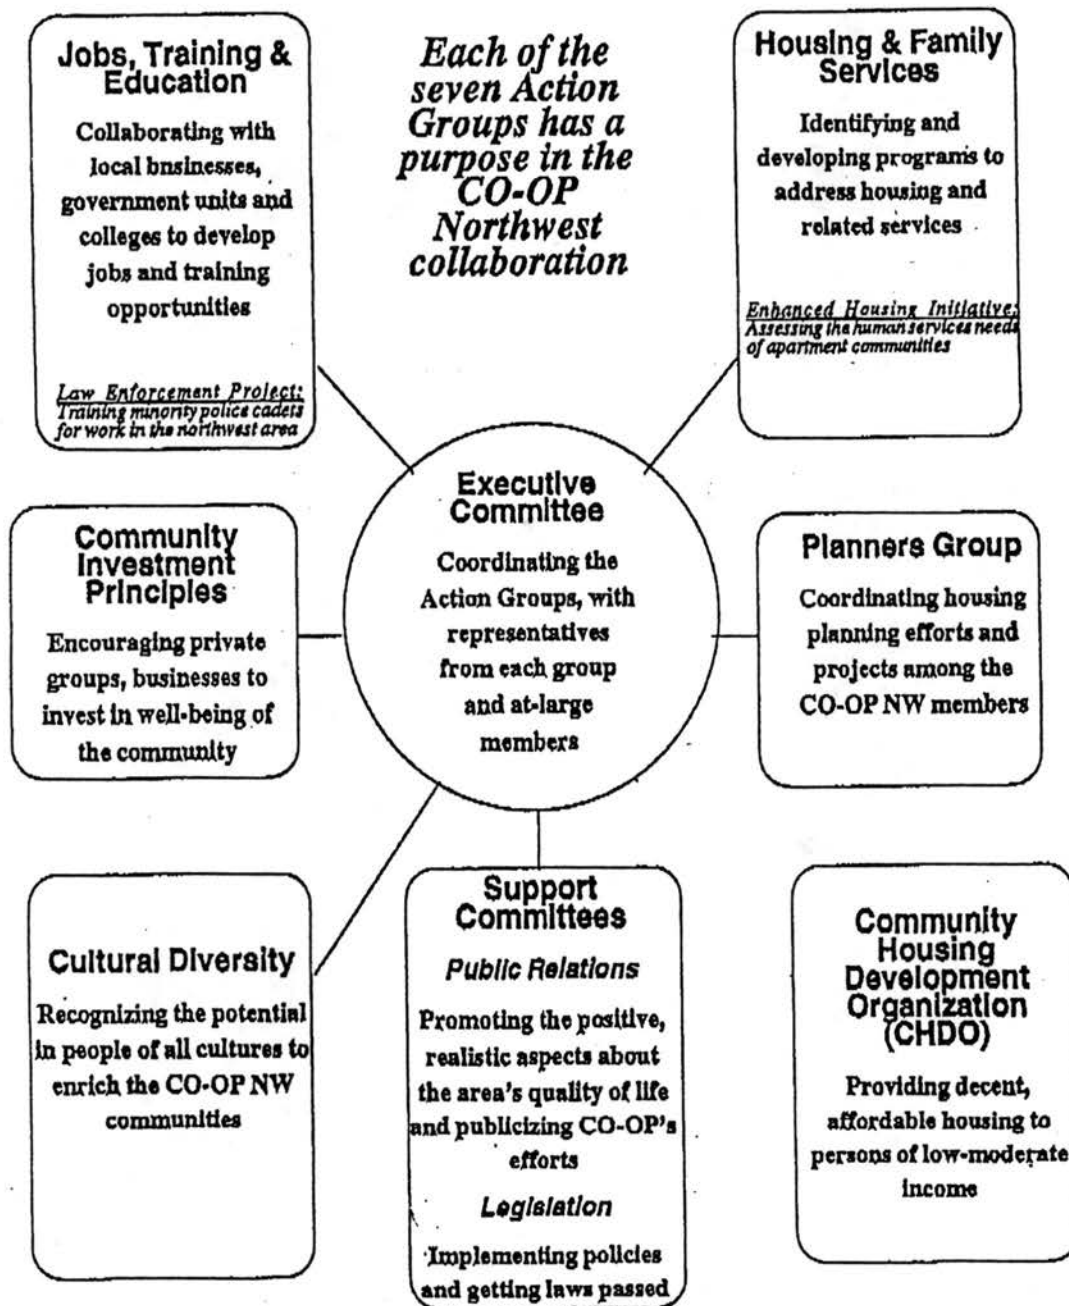 Jobs, Training &
Education
Collaborating with
local bnsinesses,
government units and
colleges to develop
jobs and training
opportunities
Law Enforcement Project:
Training minority police cadets
for work in the northwest area
Each of the
seven Action
Groups has a
purpose in the
CO-OP
Northwest
collaboration
Housing & Family
Services
Identifying and
developing programs to
address housing and
related services
Enhanced Housing Initiative:
Assessing the human services needs
of apartment communities
Community
Investment
Principles
Encouraging private
groups, businesses to
invest in well-being of
the community
Executive
Committee
Coordinating the
Action Groups, with
representatives
from each group
and at-large
members
Planners Group
Coordinating housing
planning efforts and
projects among the
CO-OP NW members
Cultural Diversity
Recognizing the potential
in people of all cultures to
enrich the CO-OP NW
communities
Support
Committees
Public Relations
Promoting the positive,
realistic aspects about
the area's quality of life
and publicizing CO-OP's
efforts
Legislation
Implementing policies
and getting laws passed
Community
Housing
Development
Organization
(CHDO)
Providing decent,
affordable housing to
persons of low-moderate
income